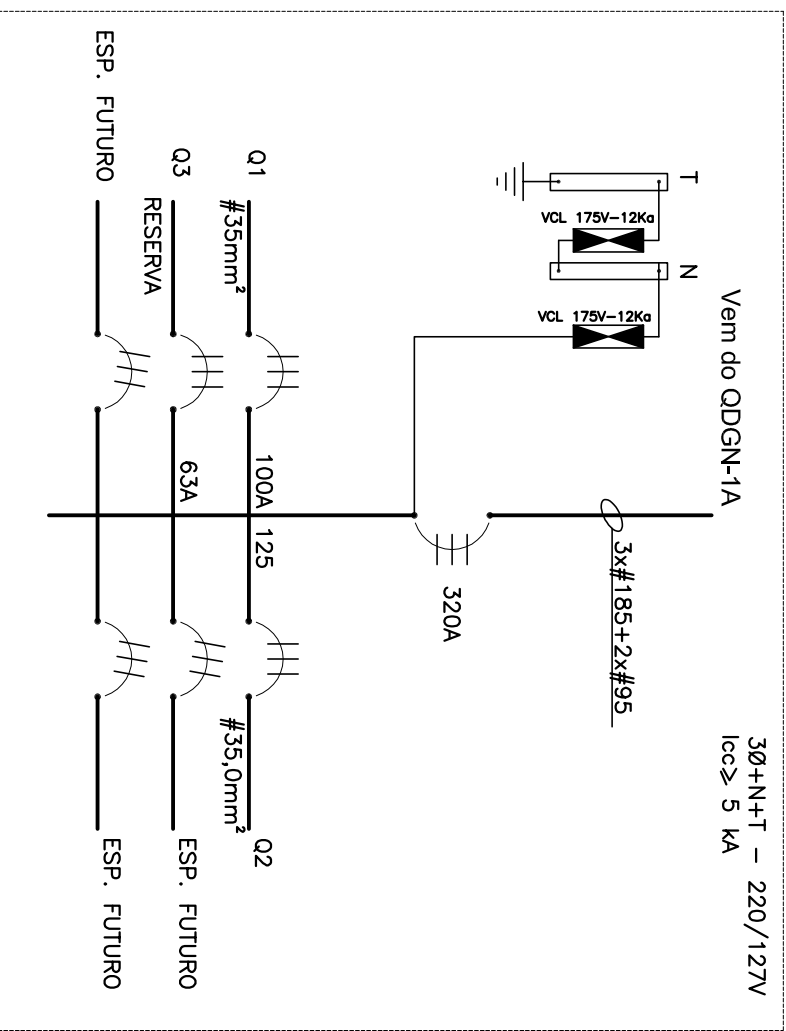 Vem do QDGN-1A
3Ø+N+T - 220/127V
Icc≥ 5 kA
T
VCL 175V-12Ka
N
VCL 175V-12Ka
3x#185+2x#95
320A
Q1
#35mm²
100A
125
#35,0mm²
Q2
Q3
RESERVA
63A
ESP. FUTURO
ESP. FUTURO
ESP. FUTURO